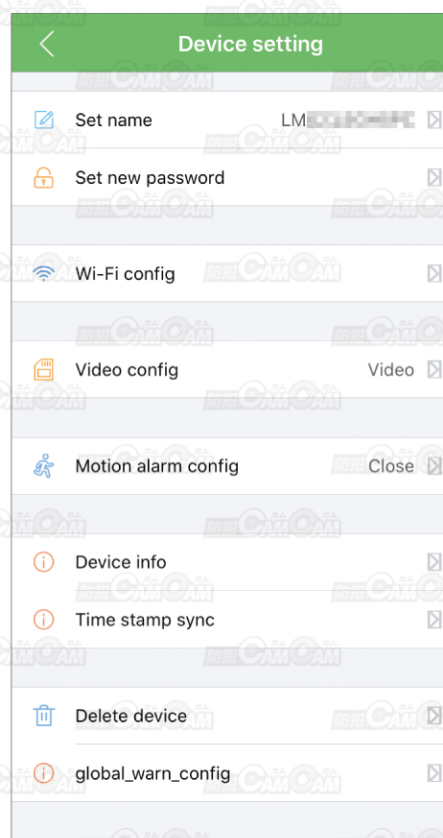 Device setting
Set name LM
Set new password
Wi-Fi config
Video config Video
Motion alarm config Close
Device info
Time stamp sync
Delete device
global_warn_config